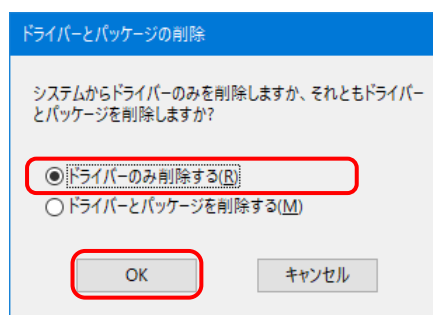 ドライバーとパッケージの削除
システムからドライバーのみを削除しますか、それともドライバー
とパッケージを削除しますか?
ドライバーのみ削除する(R)
ドライバーとパッケージを削除する(M)
OK
キャンセル